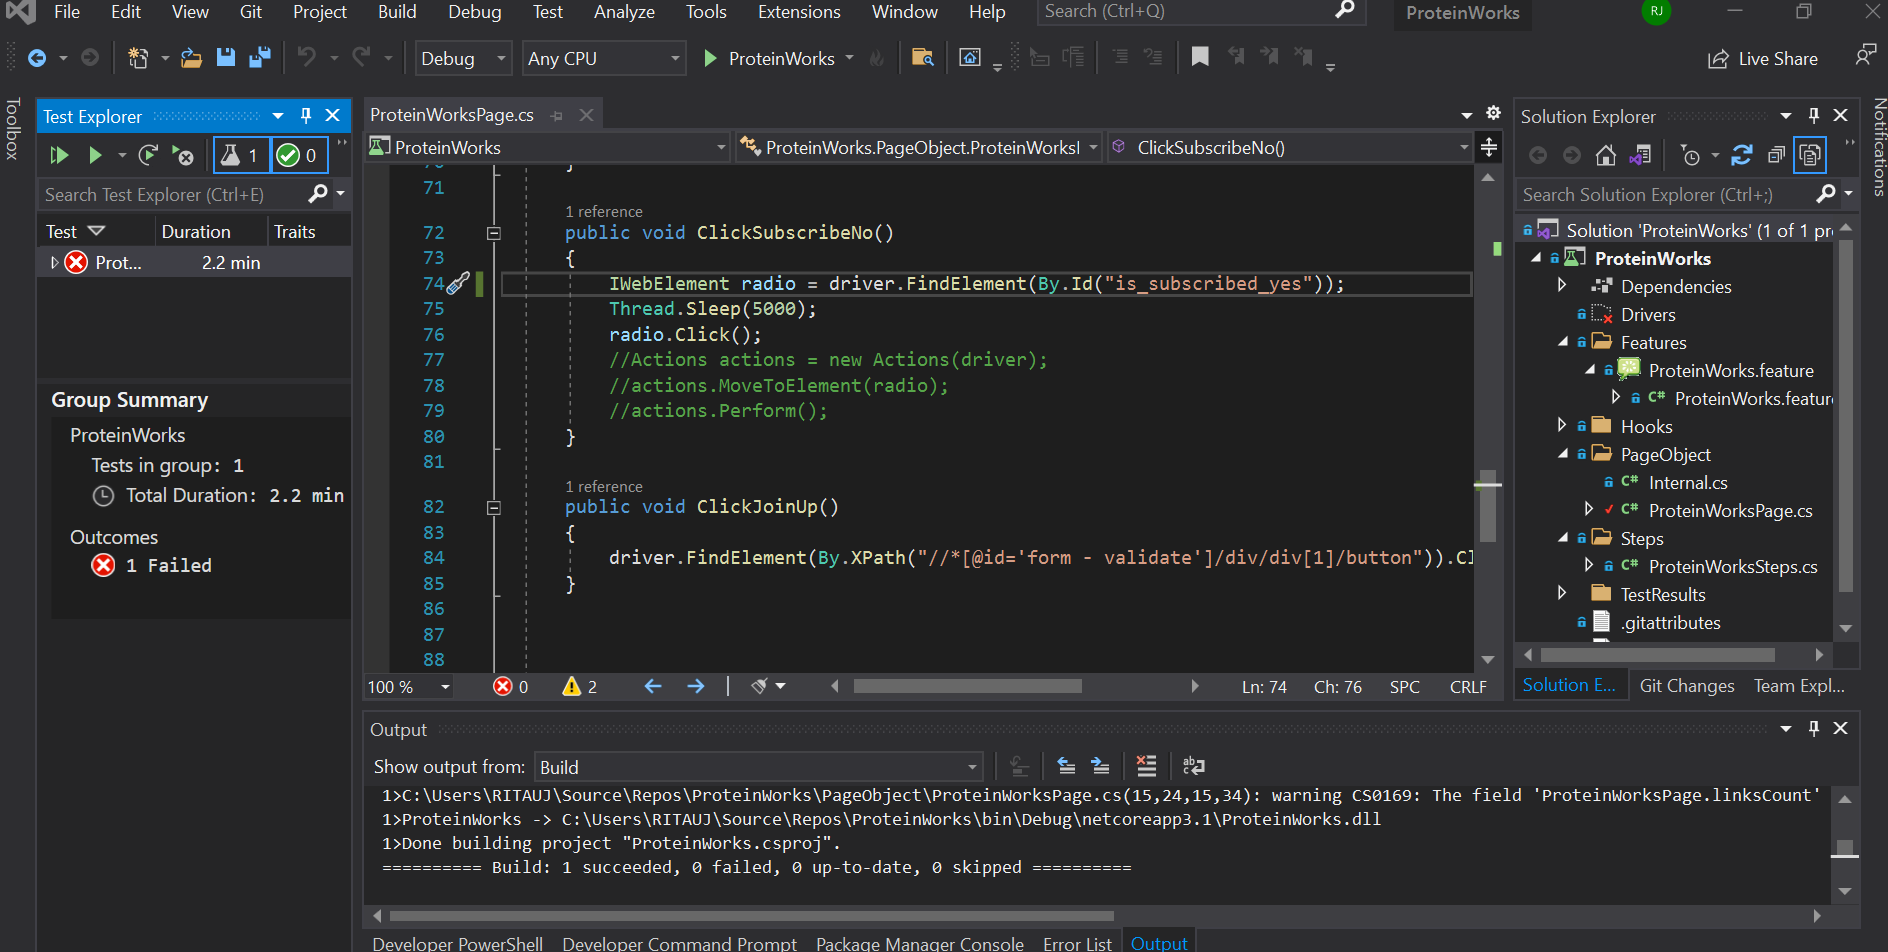 File Edit View Git Project Build Debug Test Analyze Tools Extensions Window Help Search (Ctrl+Q) ProteinWorks RJ
Debug Any CPU ProteinWorks Live Share
Toolbox
Test Explorer
1 0
Search Test Explorer (Ctrl+E)
Test Duration Traits
Prot... 2.2 min
Group Summary
ProteinWorks
Tests in group: 1
Total Duration: 2.2 min
Outcomes
1 Failed
ProteinWorksPage.cs
ProteinWorks ProteinWorks.PageObject.ProteinWorksI ClickSubscribeNo()
71
1 reference
72 public void ClickSubscribeNo()
73 {
74 IWebElement radio = driver.FindElement(By.Id("is_subscribed_yes"));
75 Thread.Sleep(5000);
76 radio.Click();
77 //Actions actions = new Actions(driver);
78 //actions.MoveToElement(radio);
79 //actions.Perform();
80 }
81
1 reference
82 public void ClickJoinUp()
83 {
84 driver.FindElement(By.XPath("//*[@id='form - validate']/div/div[1]/button")).Cl
85 }
86
87
88
100 % 0 2 Ln: 74 Ch: 76 SPC CRLF
Solution Explorer
Search Solution Explorer (Ctrl+;)
Solution 'ProteinWorks' (1 of 1 pr
ProteinWorks
Dependencies
Drivers
Features
ProteinWorks.feature
C# ProteinWorks.feature
Hooks
PageObject
C# Internal.cs
C# ProteinWorksPage.cs
Steps
C# ProteinWorksSteps.cs
TestResults
.gitattributes
Solution E... Git Changes Team Expl...
Notifications
Output
Show output from: Build
1>C:\Users\RITAUJ\Source\Repos\ProteinWorks\PageObject\ProteinWorksPage.cs(15,24,15,34): warning CS0169: The field 'ProteinWorksPage.linksCount'
1>ProteinWorks -> C:\Users\RITAUJ\Source\Repos\ProteinWorks\bin\Debug\netcoreapp3.1\ProteinWorks.dll
1>Done building project "ProteinWorks.csproj".
========== Build: 1 succeeded, 0 failed, 0 up-to-date, 0 skipped ==========
Developer PowerShell Developer Command Prompt Package Manager Console Error List Output